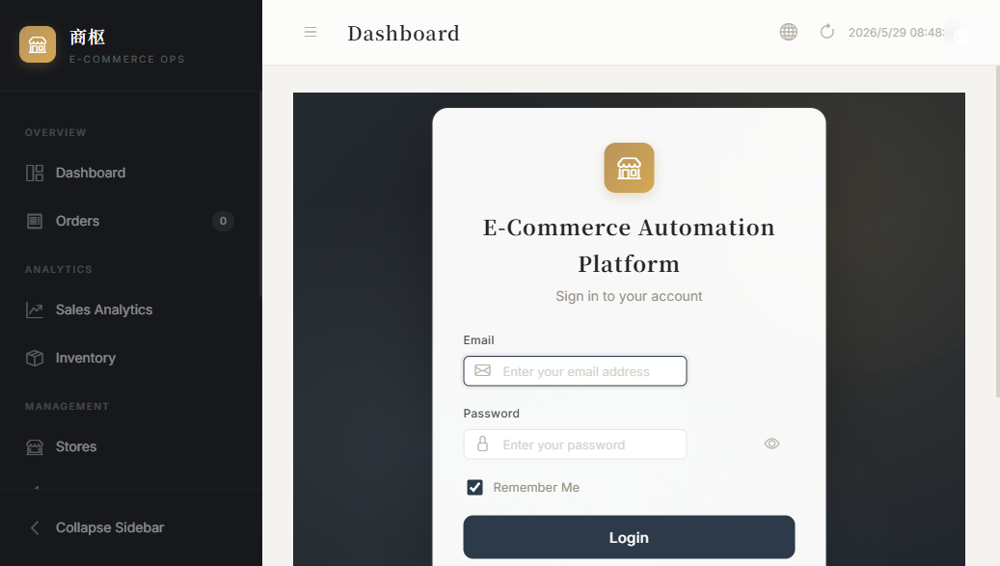 商枢
E-COMMERCE OPS
OVERVIEW
Dashboard
Orders
0
ANALYTICS
Sales Analytics
Inventory
MANAGEMENT
Stores
Collapse Sidebar
Dashboard
2026/5/29 08:48:
E-Commerce Automation
Platform
Sign in to your account
Email
Enter your email address
Password
Enter your password
Remember Me
Login